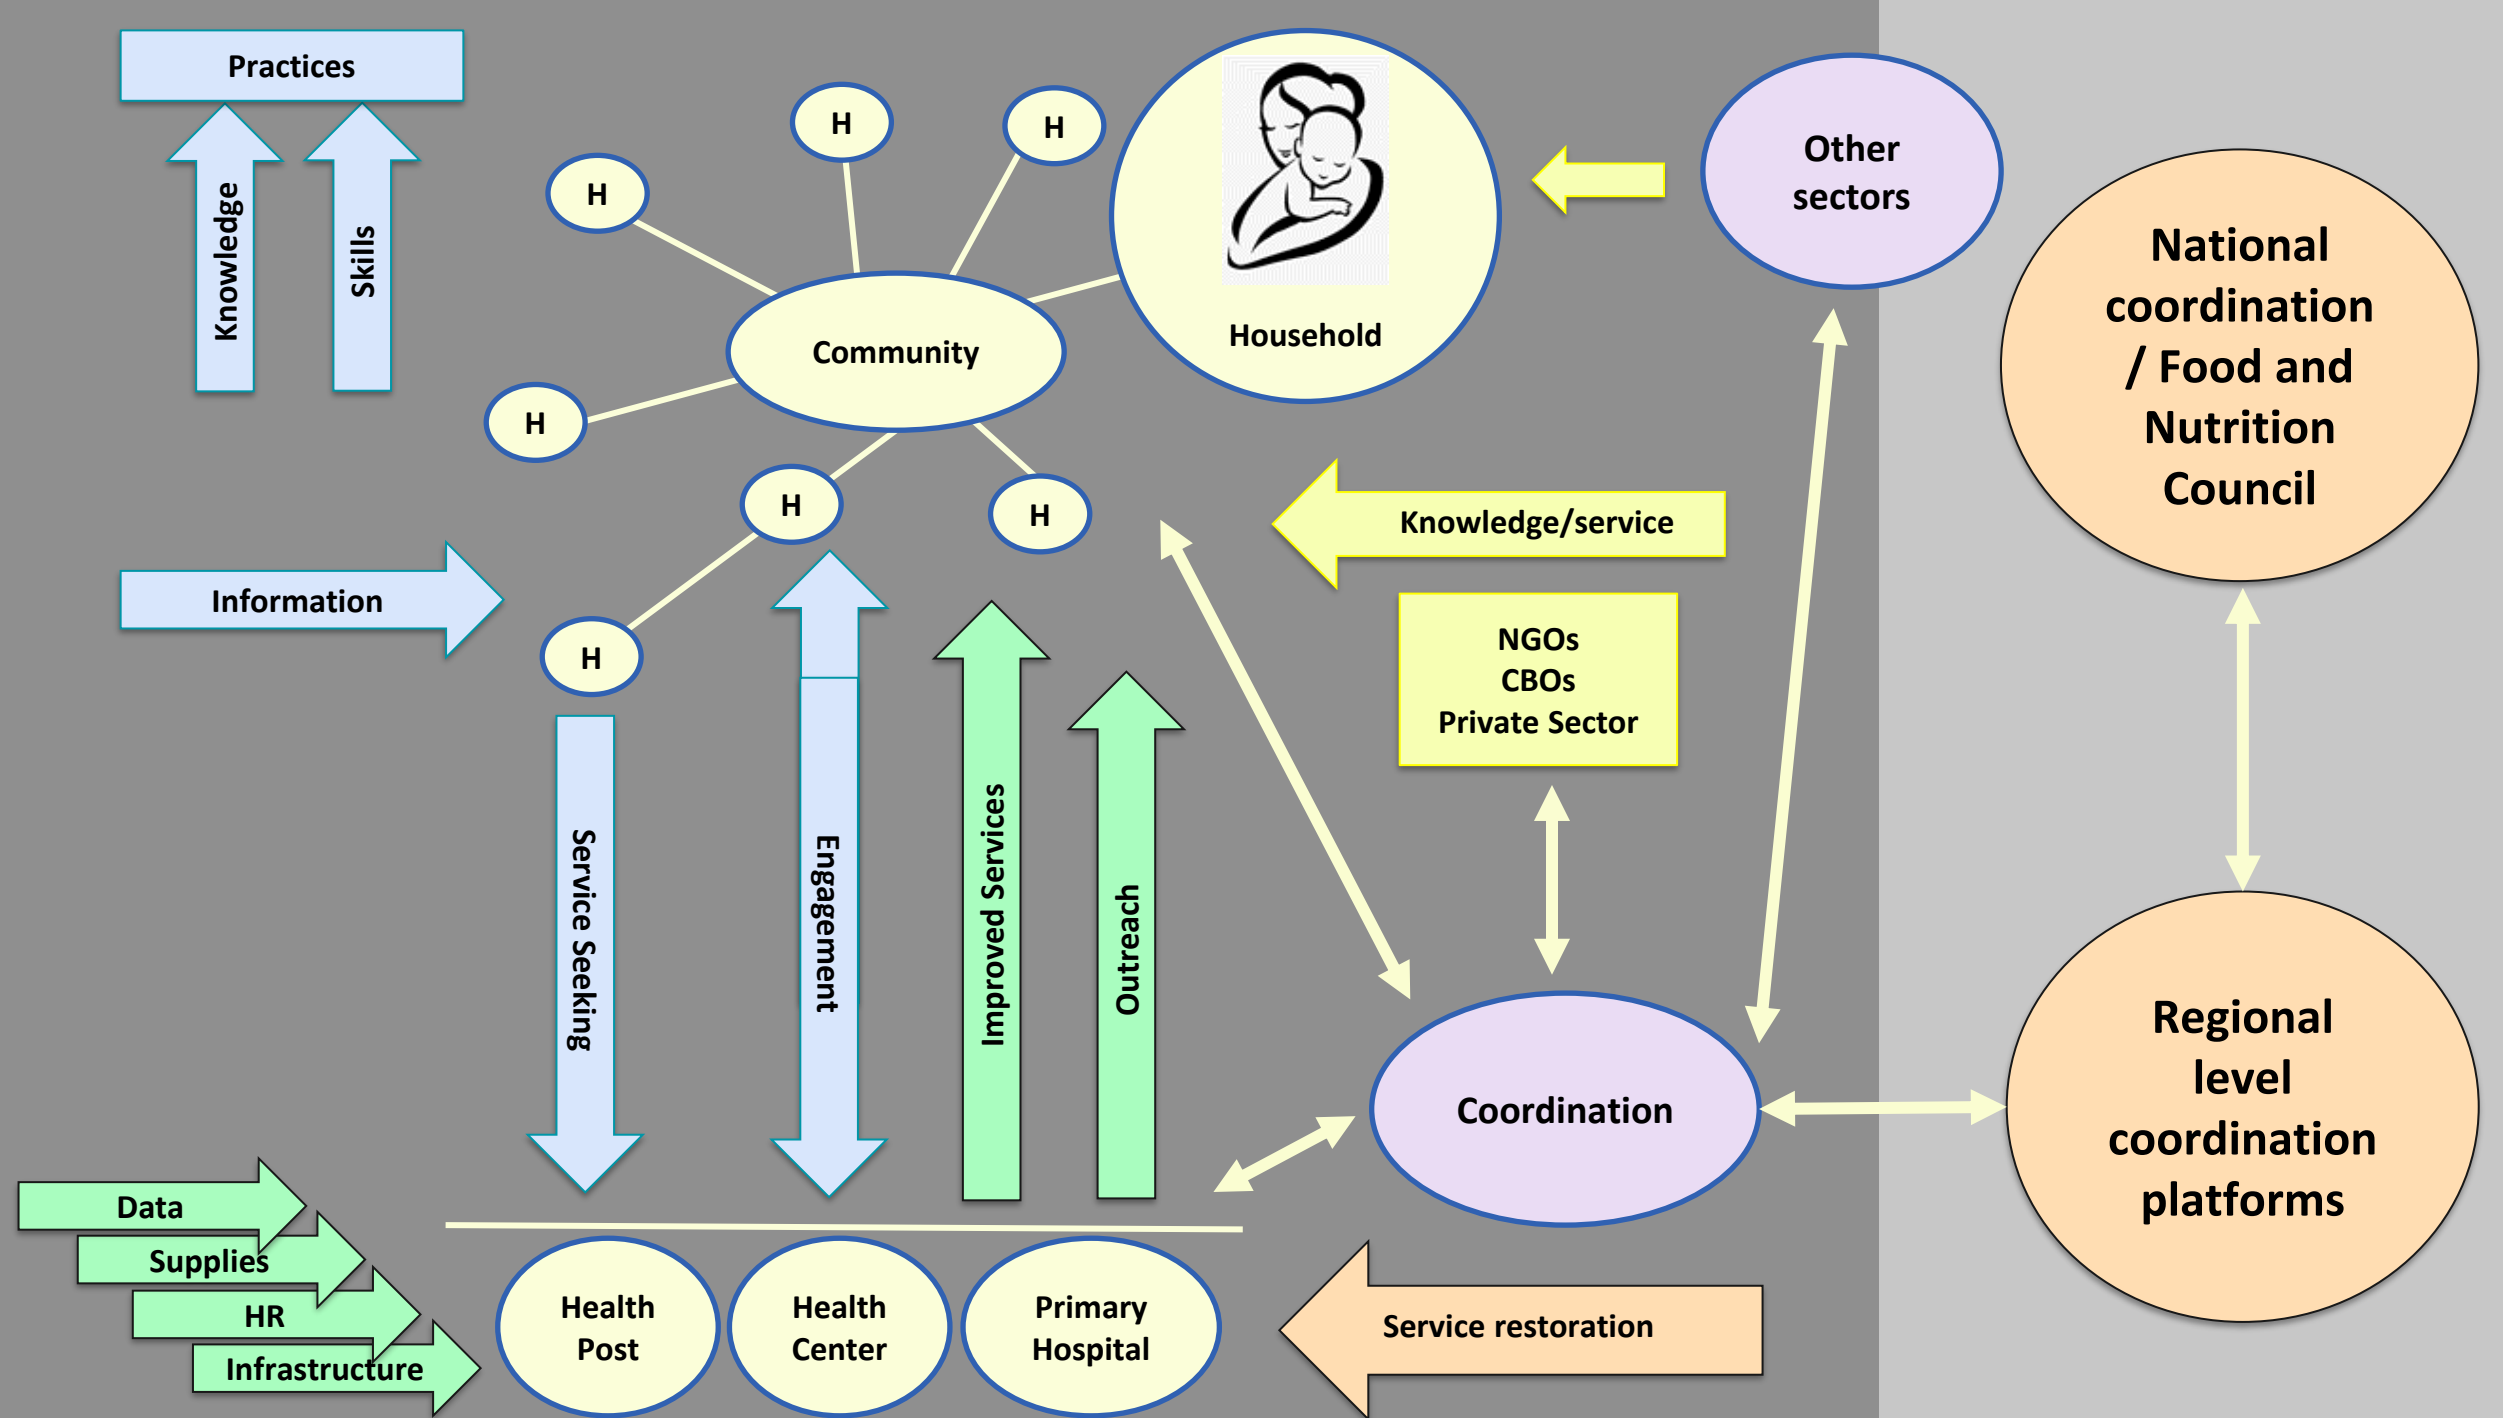 Practices
Knowledge
Skills
H
H
H
Household
Other
sectors
National
coordination
/ Food and
Nutrition
Council
Community
H
H
H
Knowledge/service
Information
H
NGOs
CBOs
Private Sector
Service Seeking
Engagement
Improved Services
Outreach
Coordination
Regional
level
coordination
platforms
Data
Supplies
HR
Infrastructure
Health
Post
Health
Center
Primary
Hospital
Service restoration